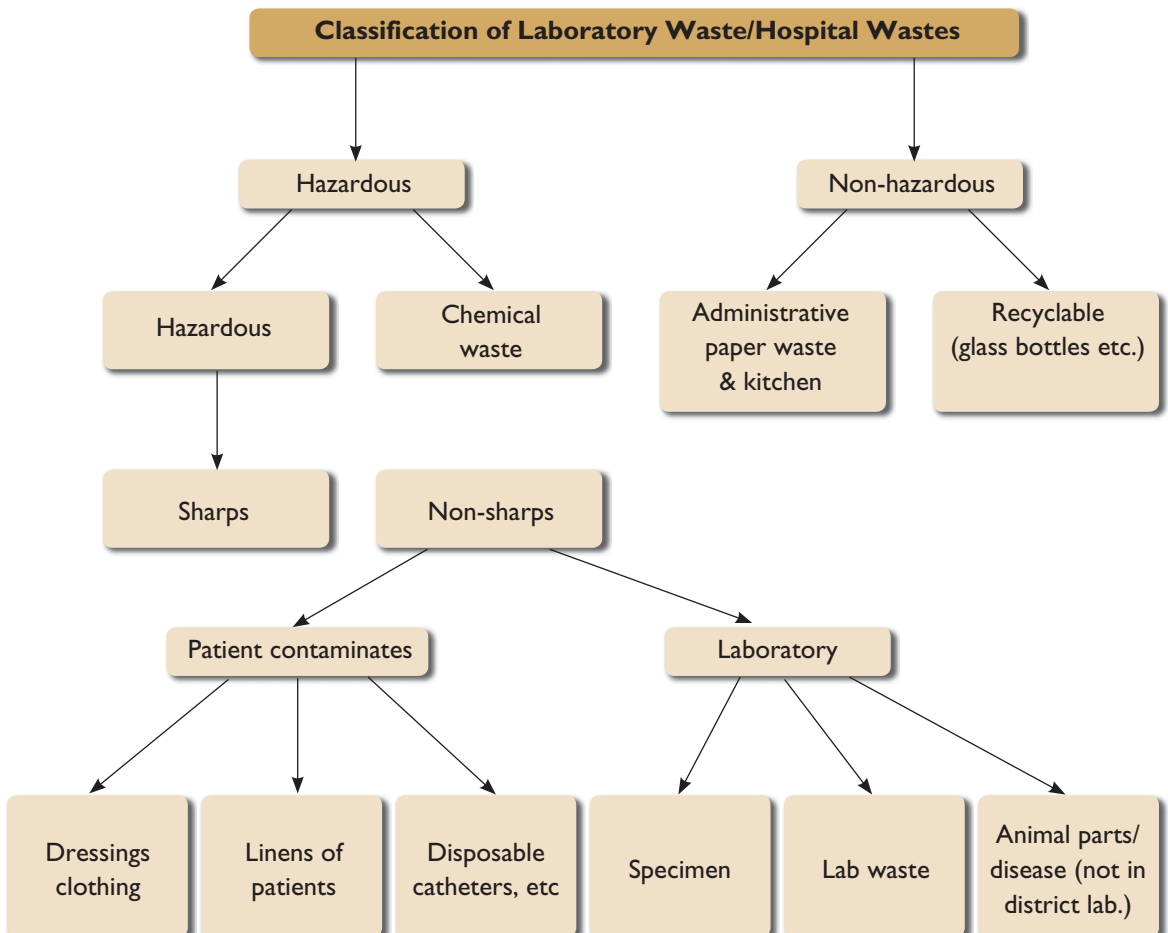 Classification of Laboratory Waste/Hospital Wastes
Hazardous
Non-hazardous
Hazardous
Chemical
waste
Administrative
paper waste
& kitchen
Recyclable
(glass bottles etc.)
Sharps
Non-sharps
Patient contaminates
Laboratory
Dressings
clothing
Linens of
patients
Disposable
catheters, etc
Specimen
Lab waste
Animal parts/
disease (not in
district lab.)